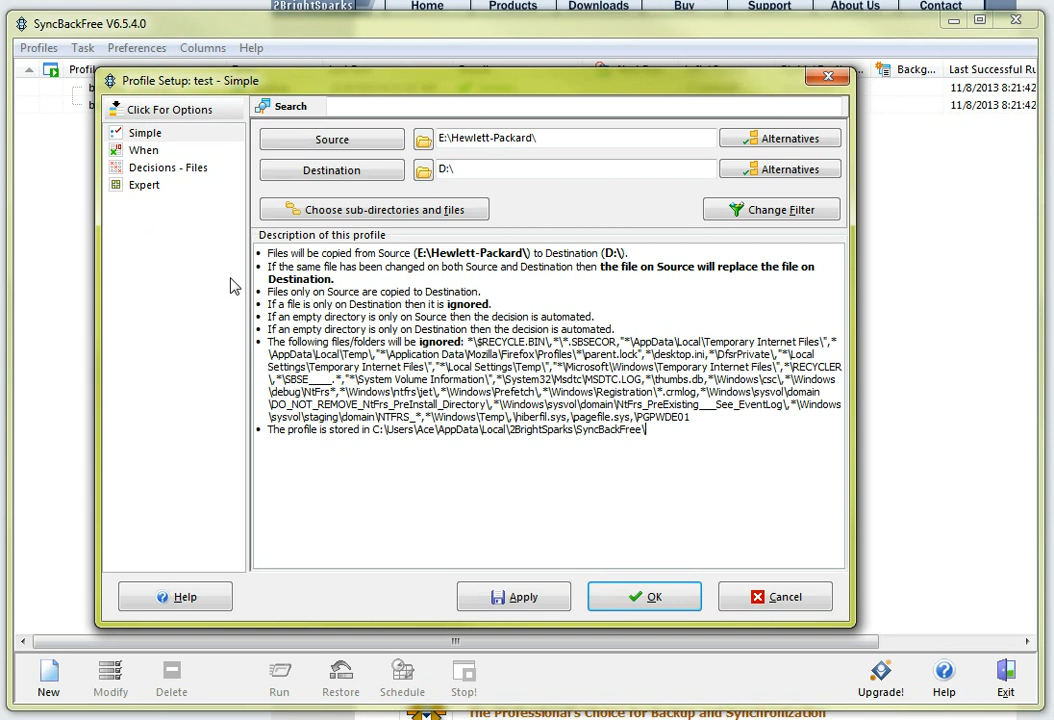 2BrightSparks Home Products Downloads Buy Support About Us Contact
SyncBackFree V6.5.4.0
Profiles Task Preferences Columns Help
Profil Backg... Last Successful Ru
11/8/2013 8:21:42
11/8/2013 8:21:42
Profile Setup: test - Simple
Click For Options
Simple
When
Decisions - Files
Expert
Search
Source E:\Hewlett-Packard\ Alternatives
Destination D:\ Alternatives
Choose sub-directories and files Change Filter
Description of this profile
• Files will be copied from Source (E:\Hewlett-Packard\) to Destination (D:\).
• If the same file has been changed on both Source and Destination then the file on Source will replace the file on
Destination.
• Files only on Source are copied to Destination.
• If a file is only on Destination then it is ignored.
• If an empty directory is only on Source then the decision is automated.
• If an empty directory is only on Destination then the decision is automated.
• The following files/folders will be ignored: *\$RECYCLE.BIN\,*\*.SBSECOR,"*\AppData\Local\Temporary Internet Files\",*
\AppData\Local\Temp\,"*\Application Data\Mozilla\Firefox\Profiles\*\parent.lock",*\desktop.ini,*\DfsrPrivate\,"*\Local
Settings\Temporary Internet Files\","*\Local Settings\Temp\","*\Microsoft\Windows\Temporary Internet Files\",*\RECYCLER
\,*\SBSE____.*,"*\System Volume Information\",*\System32\Msdtc\MSDTC.LOG,*\thumbs.db,*\Windows\csc\,*\Windows
\debug\NtFrs*,*\Windows\ntfrs\jet\,*\Windows\Prefetch\,*\Windows\Registration\*.crmlog,*\Windows\sysvol\domain
\DO_NOT_REMOVE_NtFrs_PreInstall_Directory\,*\Windows\sysvol\domain\NtFrs_PreExisting___See_EventLog\,*\Windows
\sysvol\staging\domain\NTFRS_*,*\Windows\Temp\,\hiberfil.sys,\pagefile.sys,\PGPWDE01
• The profile is stored in C:\Users\Ace\AppData\Local\2BrightSparks\SyncBackFree\
Help Apply OK Cancel
New Modify Delete Run Restore Schedule Stop! Upgrade! Help Exit
The Professional's Choice for Backup and Synchronization